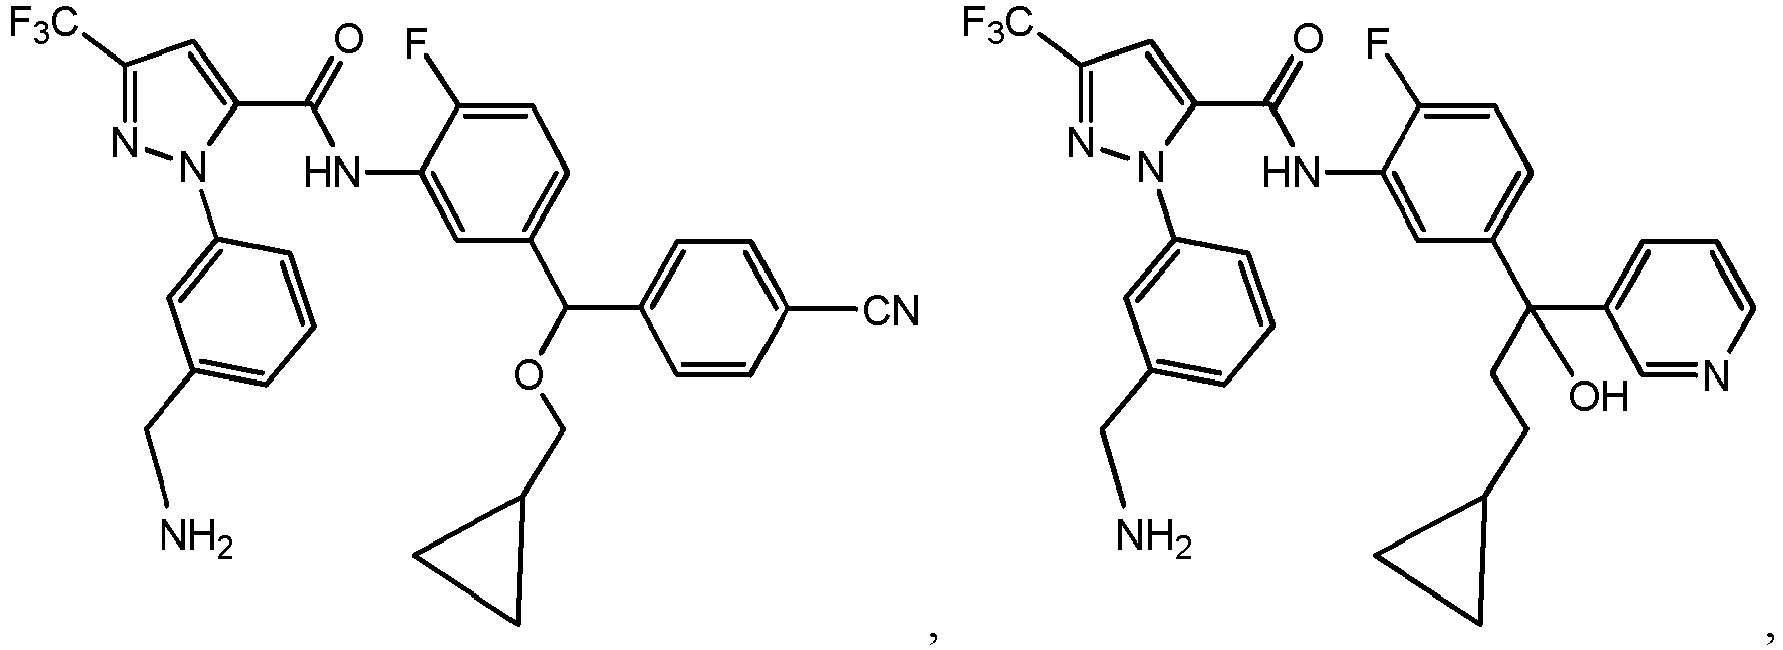 F3C O F F3C O F
N N HN N N HN
CN
O N
OH
NH2 NH2
, ,